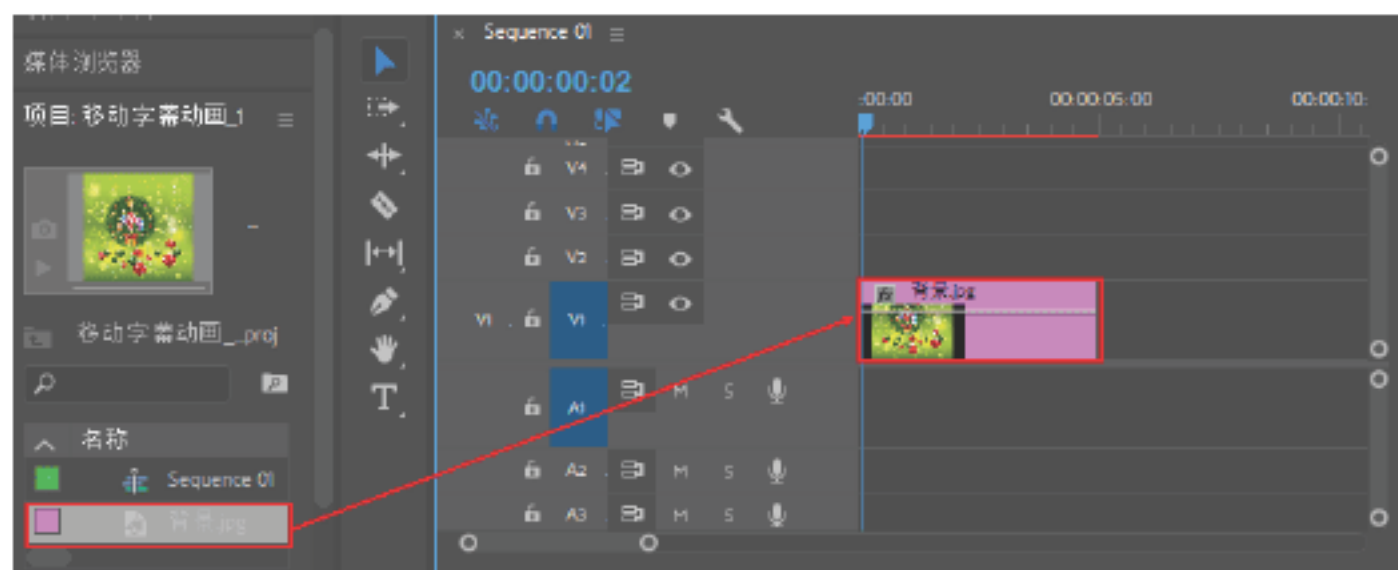 媒体浏览器
项目: 移动字幕动画_1
移动字幕动画_.proj
名称
Sequence 01
背景.jpg
× Sequence 01
00:00:00:02
:00:00 00:00:05:00 00:00:10:
V4
V3
V2
V1 V1
背景.jpg
A1 M S
A2 M S
A3 M S
T